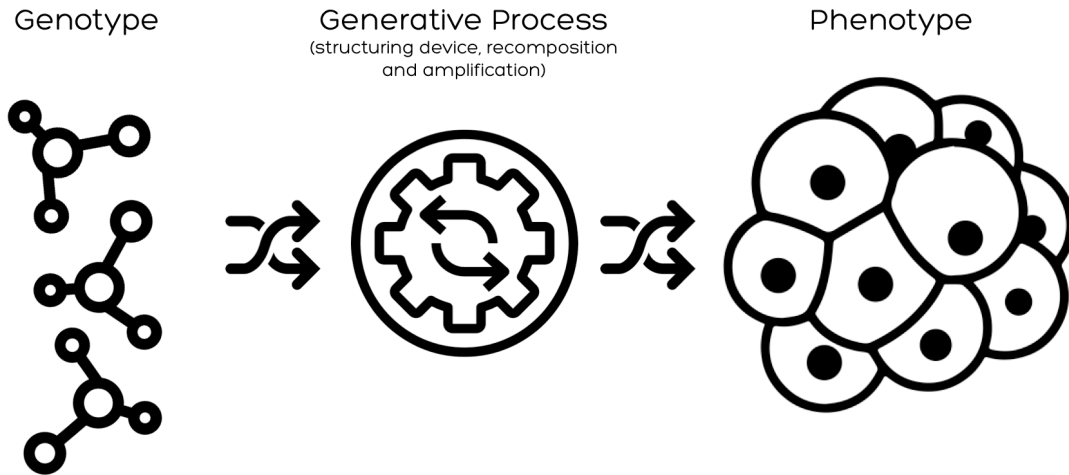 Genotype
Generative Process
(structuring device, recomposition
and amplification)
Phenotype